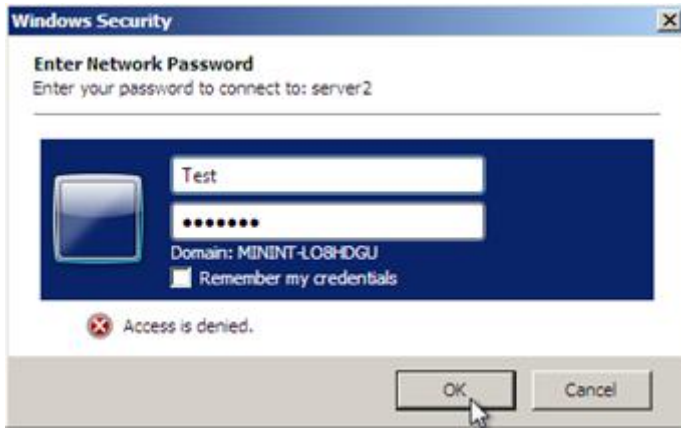 Windows Security
Enter Network Password
Enter your password to connect to: server2
Test
•••••••
Domain: MININT-LO8HDGU
Remember my credentials
Access is denied.
OK
Cancel